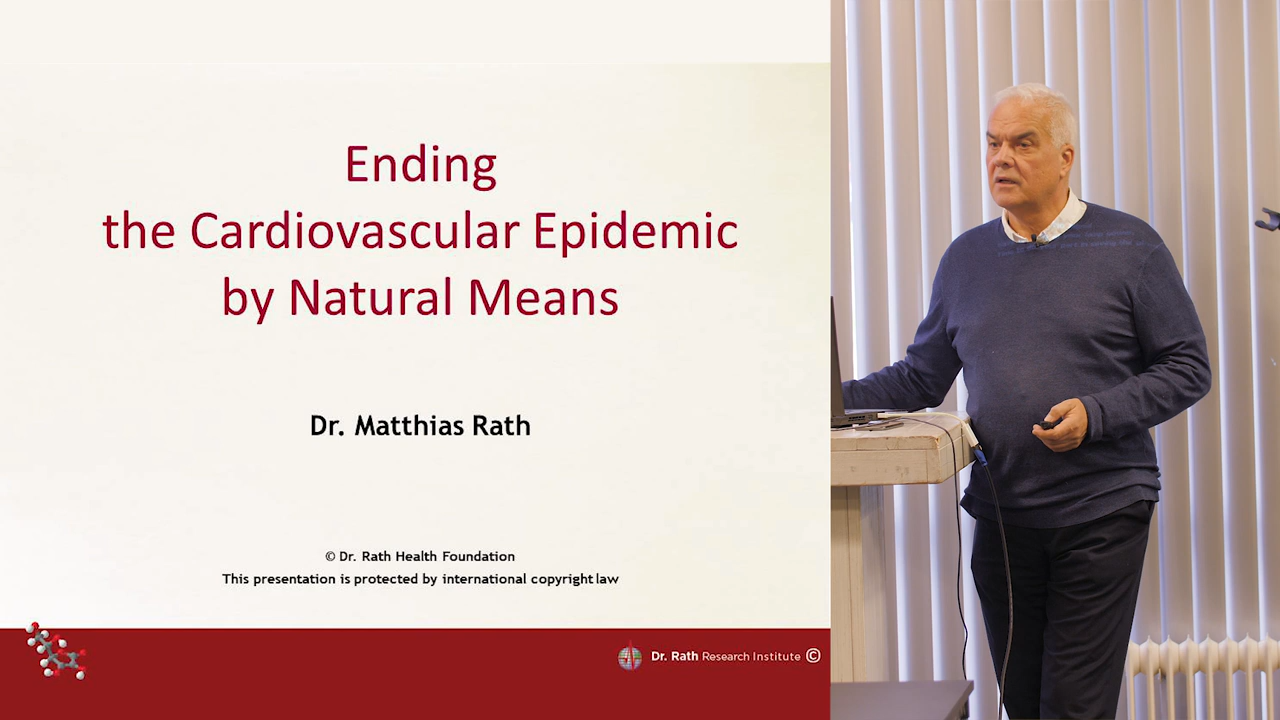 Ending
the Cardiovascular Epidemic
by Natural Means
Dr. Matthias Rath
© Dr. Rath Health Foundation
This presentation is protected by international copyright law
Dr. Rath Research Institute ©